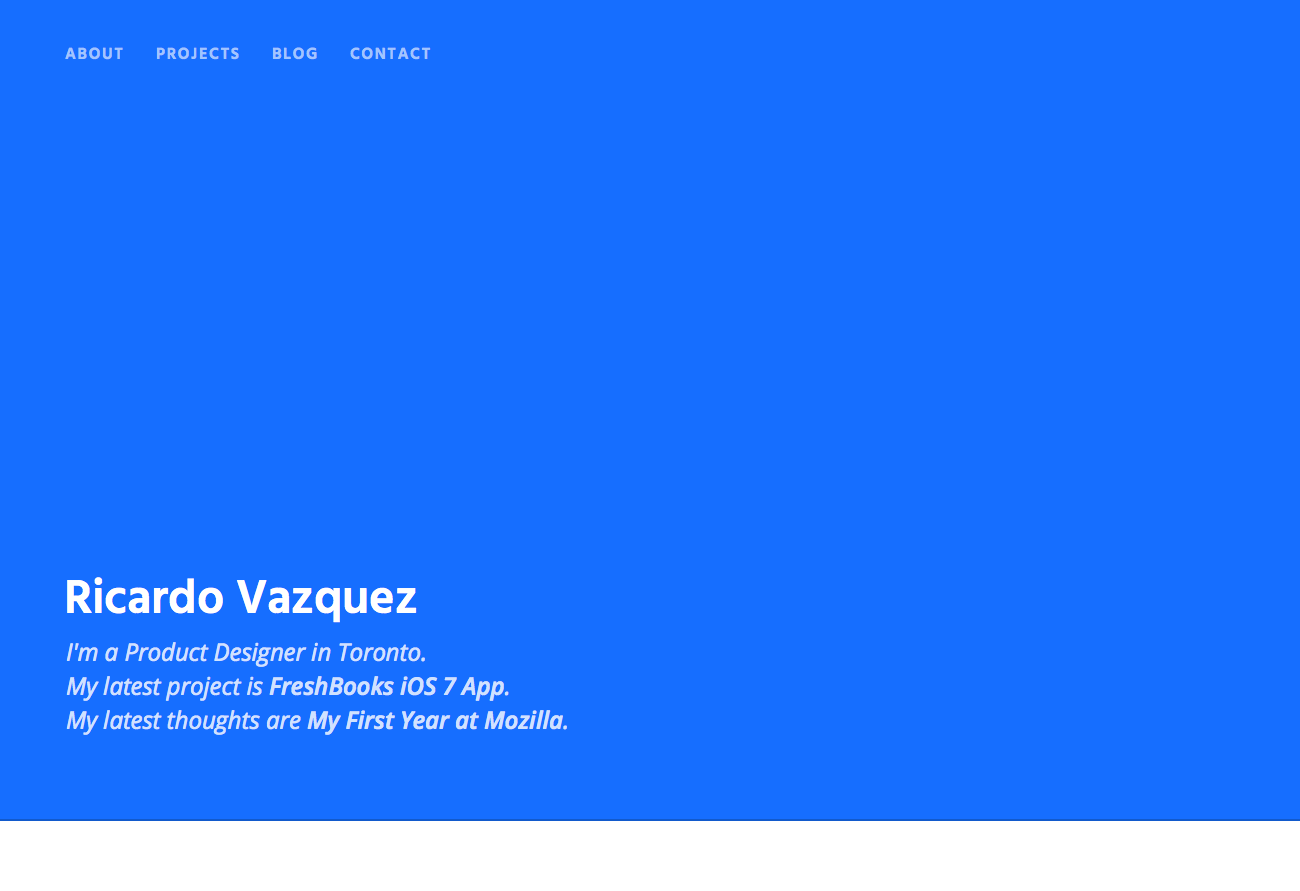 ABOUT PROJECTS BLOG CONTACT
Ricardo Vazquez
I'm a Product Designer in Toronto.
My latest project is FreshBooks iOS 7 App.
My latest thoughts are My First Year at Mozilla.